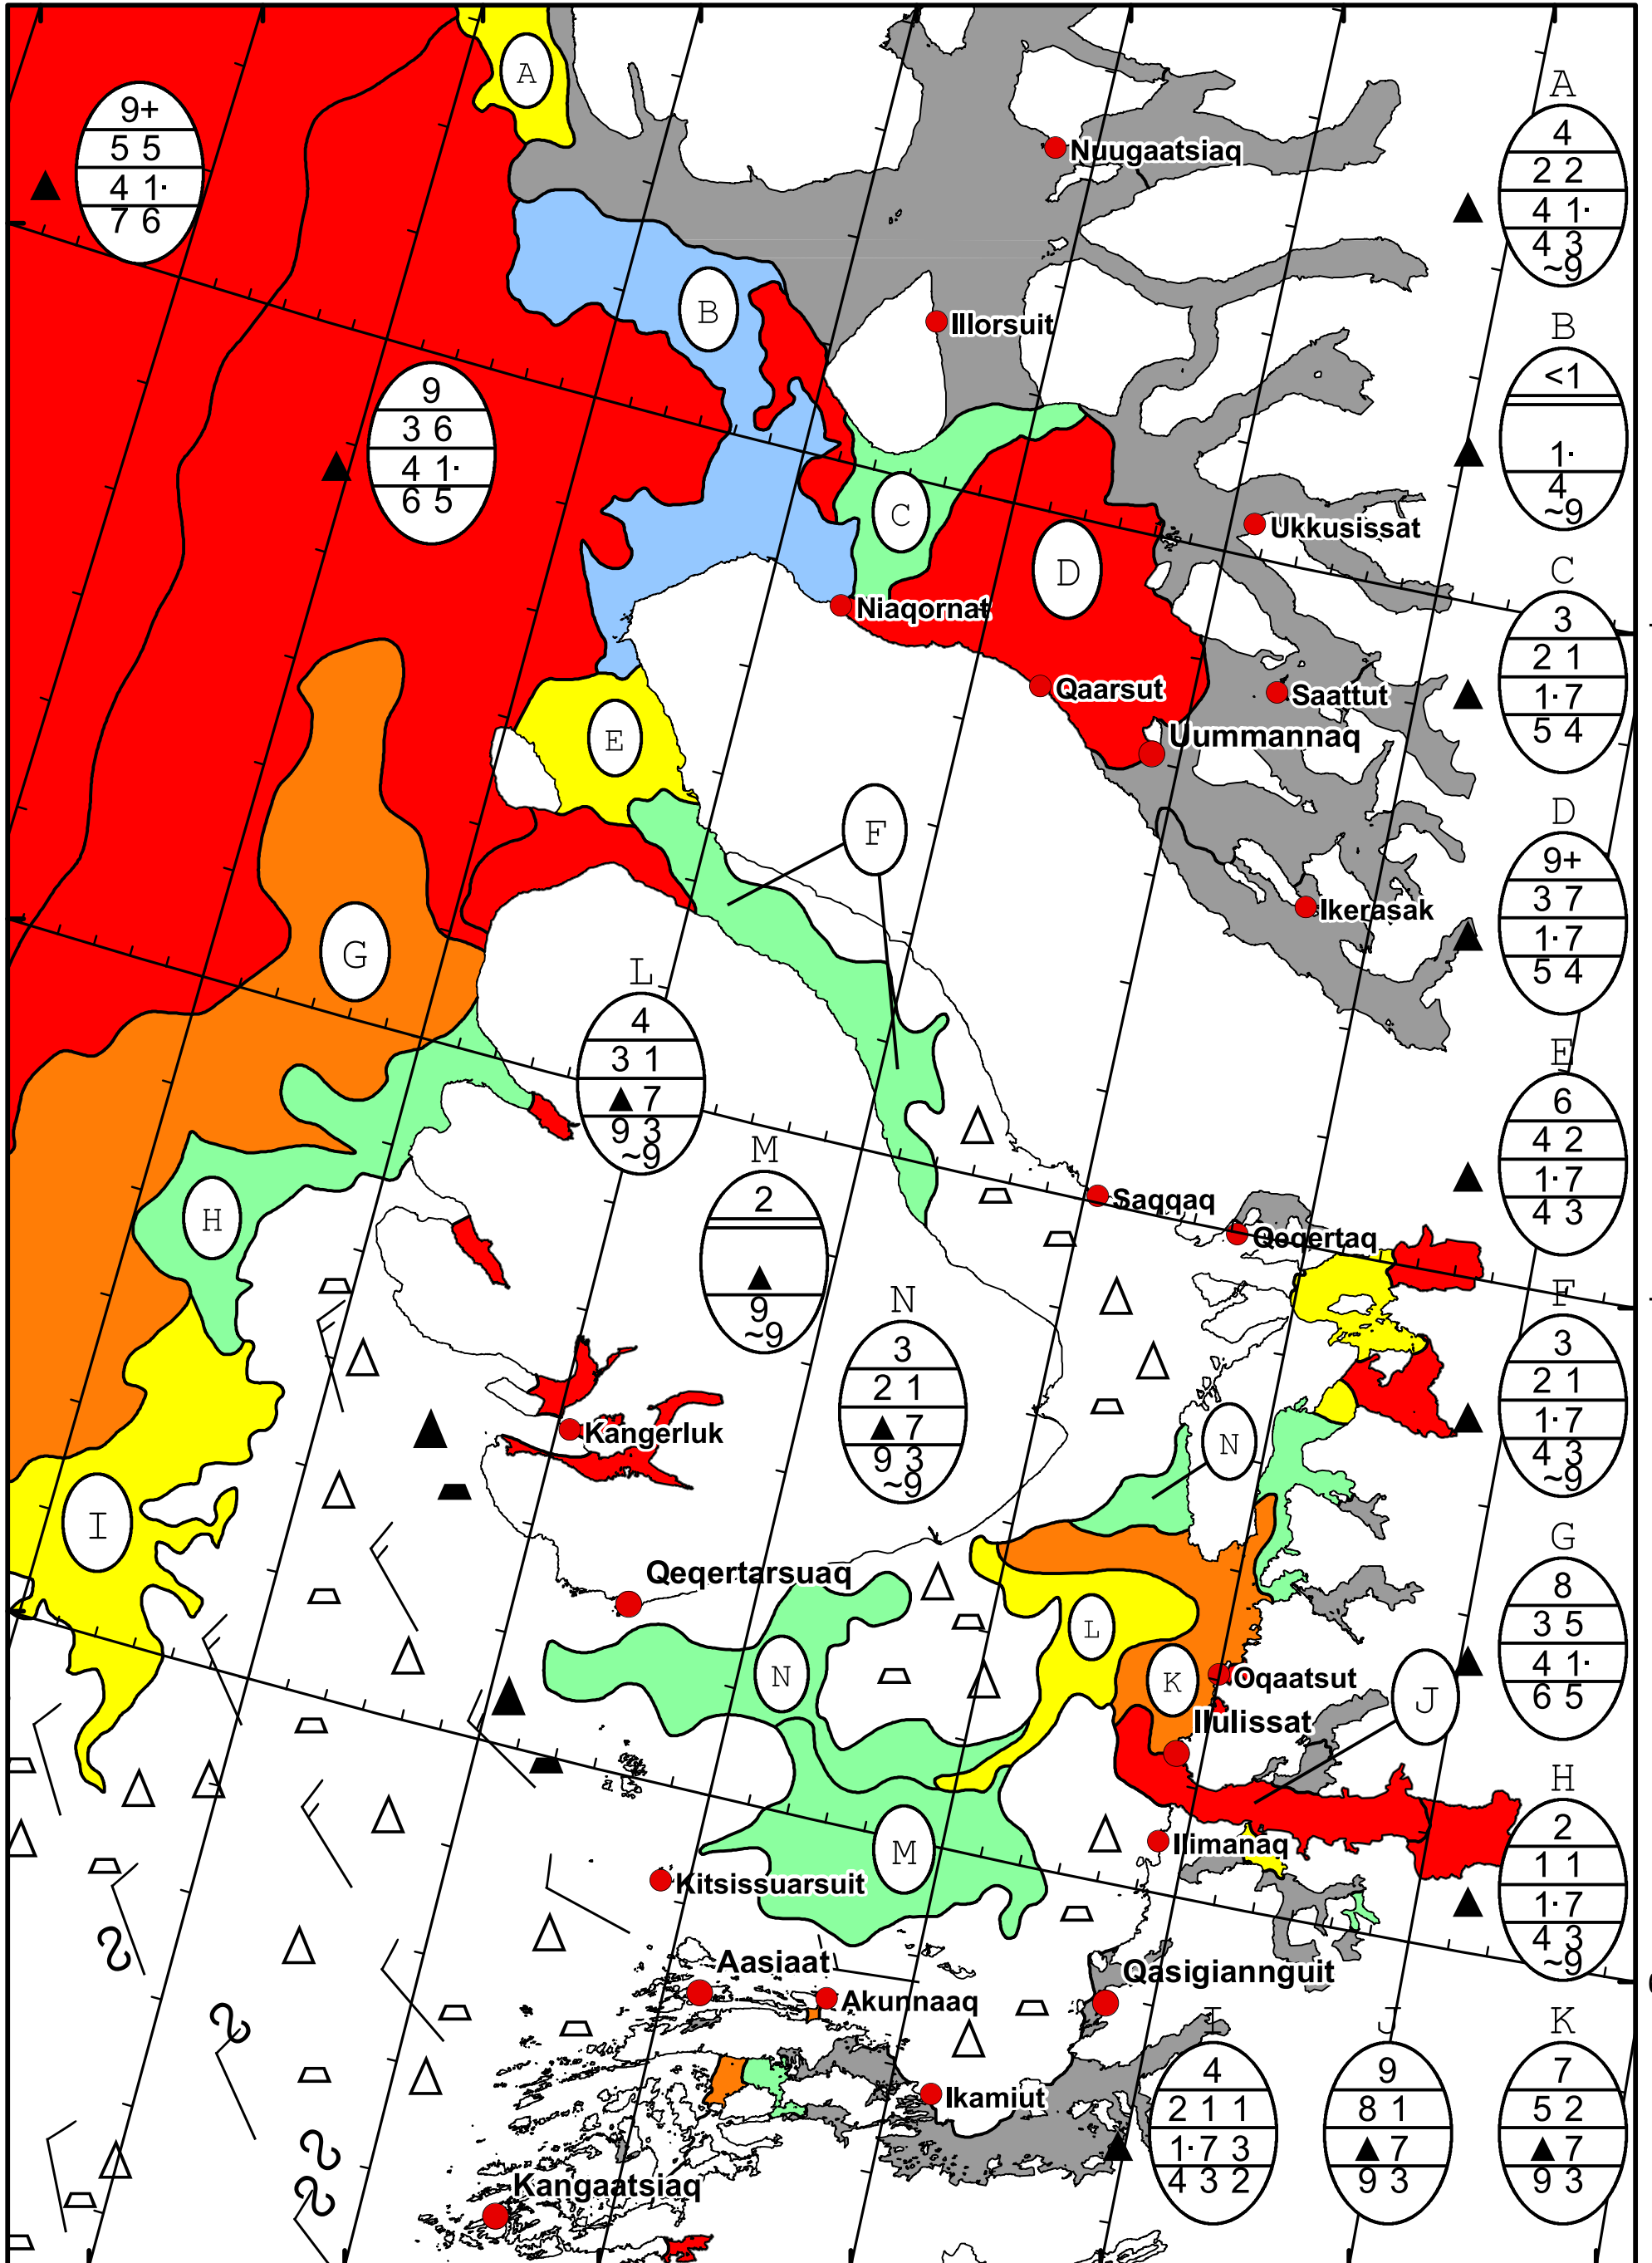 A
9+
5 5
4 1·
7 6
Nuugaatsiaq
A
4
2 2
4 1·
4 3
~9
B
Illorsuit
B
<1
1·
4
~9
9
3 6
4 1·
6 5
C
Ukkusissat
D
C
3
2 1
1·7
5 4
Niaqornat
Qaarsut
Saattut
Uummannaq
E
F
D
9+
3 7
1·7
5 4
Ikerasak
G
L
4
3 1
7
9 3
~9
E
6
4 2
1·7
4 3
M
2
9
~9
Saqqaq
Qeqertaq
H
F
3
2 1
1·7
4 3
~9
N
3
2 1
7
9 3
~9
Kangerluk
N
I
G
8
3 5
4 1·
6 5
Qeqertarsuaq
L
N
K
Oqaatsut
J
Ilulissat
H
2
1 1
1·7
4 3
~9
M
Ilimanaq
Kitsissuarsuit
Aasiaat
Akunnaaq
Qasigiannguit
Ikamiut
I
4
2 1 1
1·7 3
4 3 2
J
9
8 1
7
9 3
K
7
5 2
7
9 3
Kangaatsiaq